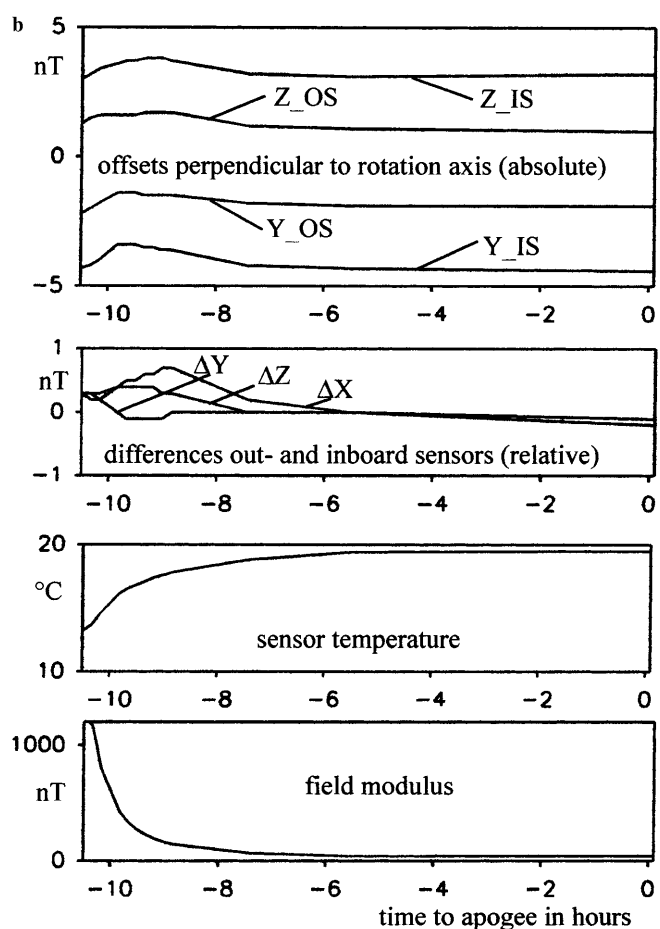 b
5
nT
Z_OS
Z_IS
0
offsets perpendicular to rotation axis (absolute)
Y_OS
Y_IS
−5
−10 −8 −6 −4 −2 0
1
nT
ΔY
ΔZ
ΔX
0
differences out- and inboard sensors (relative)
−1
−10 −8 −6 −4 −2 0
20
°C
sensor temperature
10
−10 −8 −6 −4 −2 0
1000
nT
field modulus
0
−10 −8 −6 −4 −2 0
time to apogee in hours